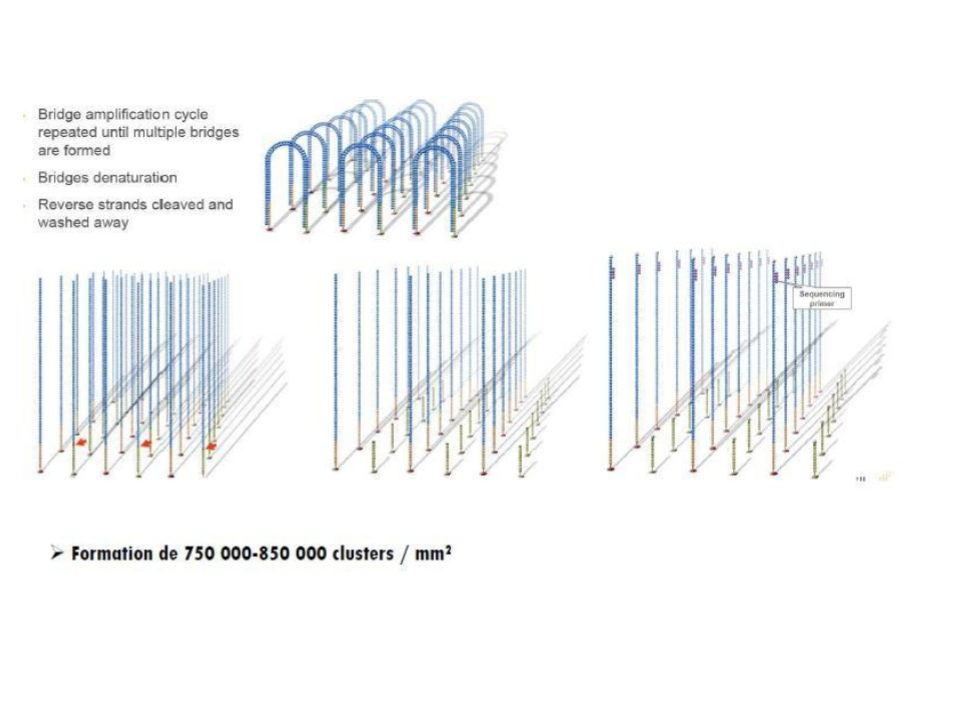 Bridge amplification cycle
repeated until multiple bridges
are formed
Bridges denaturation
Reverse strands cleaved and
washed away
Sequencing
primer
➢ Formation de 750 000-850 000 clusters / mm²